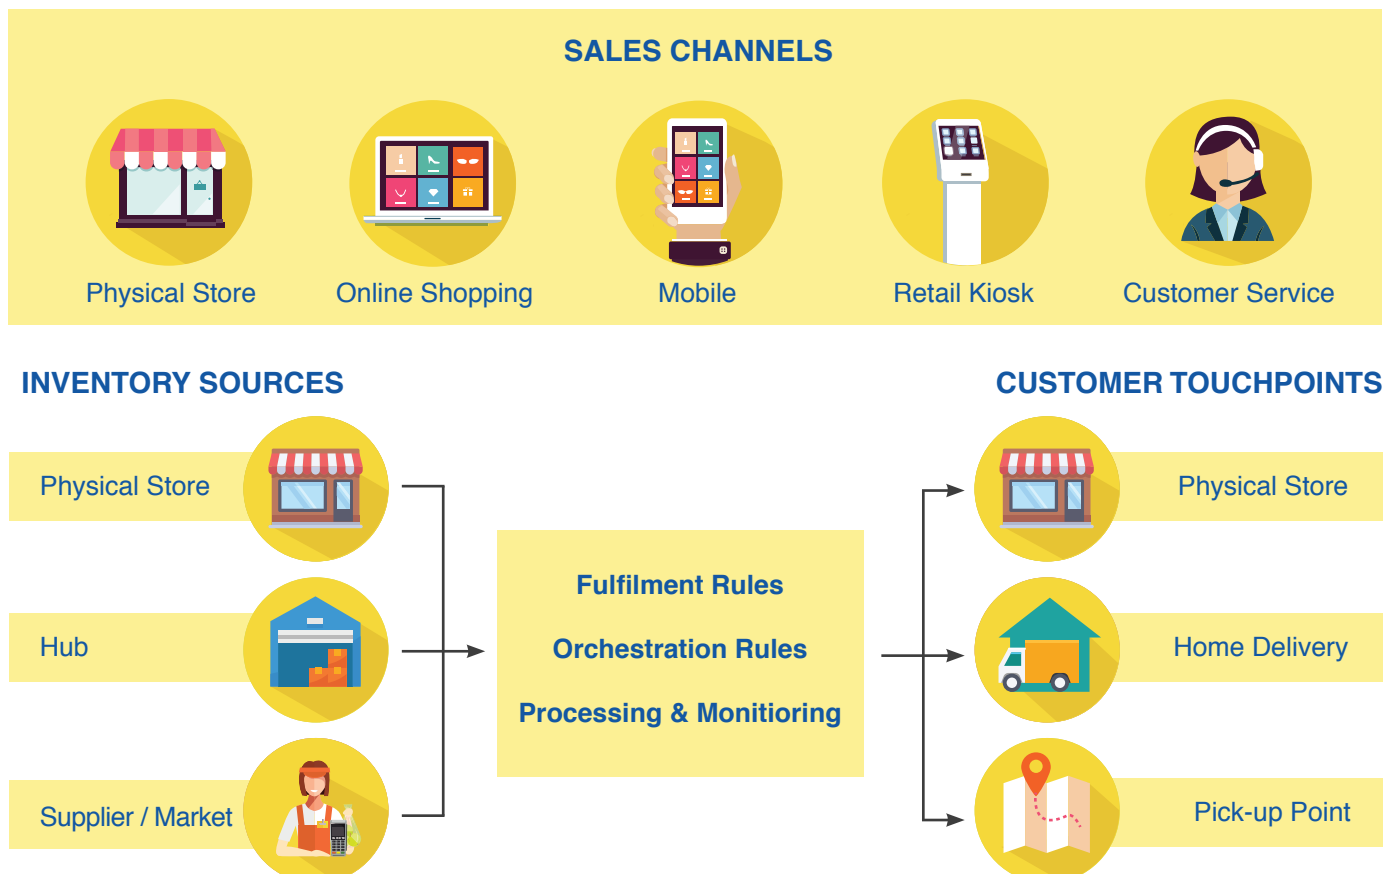 SALES CHANNELS
Physical Store
Online Shopping
Mobile
Retail Kiosk
Customer Service
INVENTORY SOURCES
Physical Store
Hub
Supplier / Market
Fulfilment Rules
Orchestration Rules
Processing & Monitioring
CUSTOMER TOUCHPOINTS
Physical Store
Home Delivery
Pick-up Point